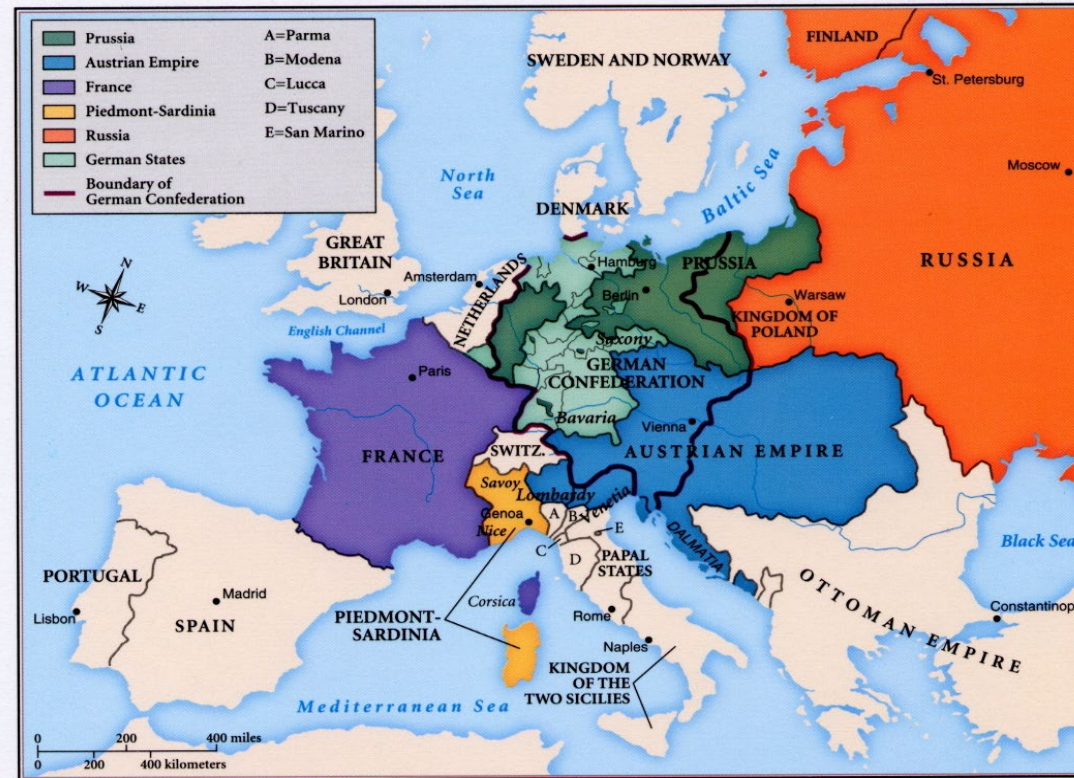 Prussia
Austrian Empire
France
Piedmont-Sardinia
Russia
German States
Boundary of
German Confederation
A=Parma
B=Modena
C=Lucca
D=Tuscany
E=San Marino
FINLAND
SWEDEN AND NORWAY
St. Petersburg
Moscow
North
Sea
Baltic Sea
DENMARK
GREAT
BRITAIN
Amsterdam
London
NETHERLANDS
Hamburg
PRUSSIA
Berlin
RUSSIA
Warsaw
KINGDOM OF
POLAND
N
W
E
S
English Channel
Saxony
GERMAN
CONFEDERATION
ATLANTIC
OCEAN
Paris
Bavaria
Vienna
AUSTRIAN EMPIRE
FRANCE
SWITZ.
Savoy
Lombardy
Venetia
Genoa
Nice
A
B
C
D
E
DALMATIA
PAPAL
STATES
Black Sea
OTTOMAN EMPIRE
PORTUGAL
Madrid
Lisbon
SPAIN
Corsica
PIEDMONT-
SARDINIA
Rome
Naples
Constantinop
KINGDOM
OF THE
TWO SICILIES
Mediterranean Sea
0 200 400 miles
0 200 400 kilometers